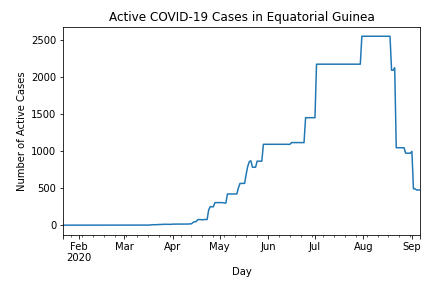 Active COVID-19 Cases in Equatorial Guinea
Number of Active Cases
2500
2000
1500
1000
500
0
Feb
2020
Mar
Apr
May
Jun
Jul
Aug
Sep
Day